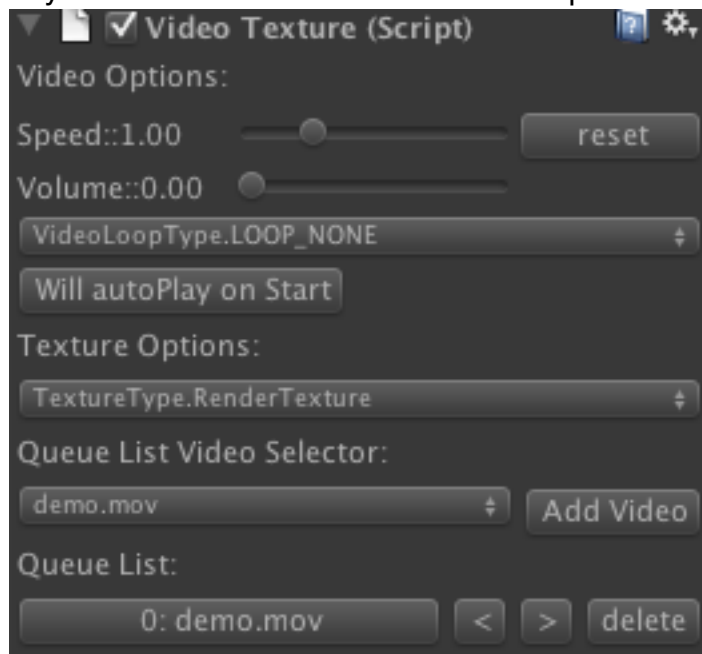 Video Texture (Script)
Video Options:
Speed::1.00 reset
Volume::0.00
VideoLoopType.LOOP_NONE
Will autoPlay on Start
Texture Options:
TextureType.RenderTexture
Queue List Video Selector:
demo.mov Add Video
Queue List:
0: demo.mov < > delete